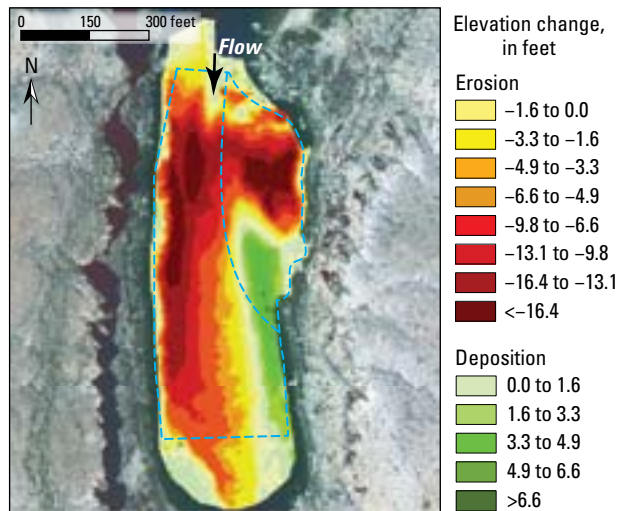 0 150 300 feet
Flow
N
Elevation change,
in feet
Erosion
−1.6 to 0.0
−3.3 to −1.6
−4.9 to −3.3
−6.6 to −4.9
−9.8 to −6.6
−13.1 to −9.8
−16.4 to −13.1
<−16.4
Deposition
0.0 to 1.6
1.6 to 3.3
3.3 to 4.9
4.9 to 6.6
>6.6